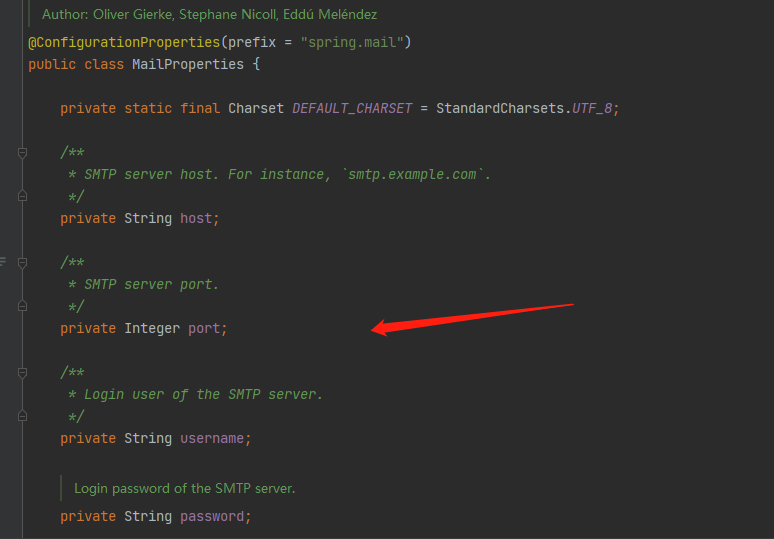 Author: Oliver Gierke, Stephane Nicoll, Eddú Meléndez
@ConfigurationProperties(prefix = "spring.mail")
public class MailProperties {
private static final Charset DEFAULT_CHARSET = StandardCharsets.UTF_8;
/**
* SMTP server host. For instance, `smtp.example.com`.
*/
private String host;
/**
* SMTP server port.
*/
private Integer port;
/**
* Login user of the SMTP server.
*/
private String username;
Login password of the SMTP server.
private String password;